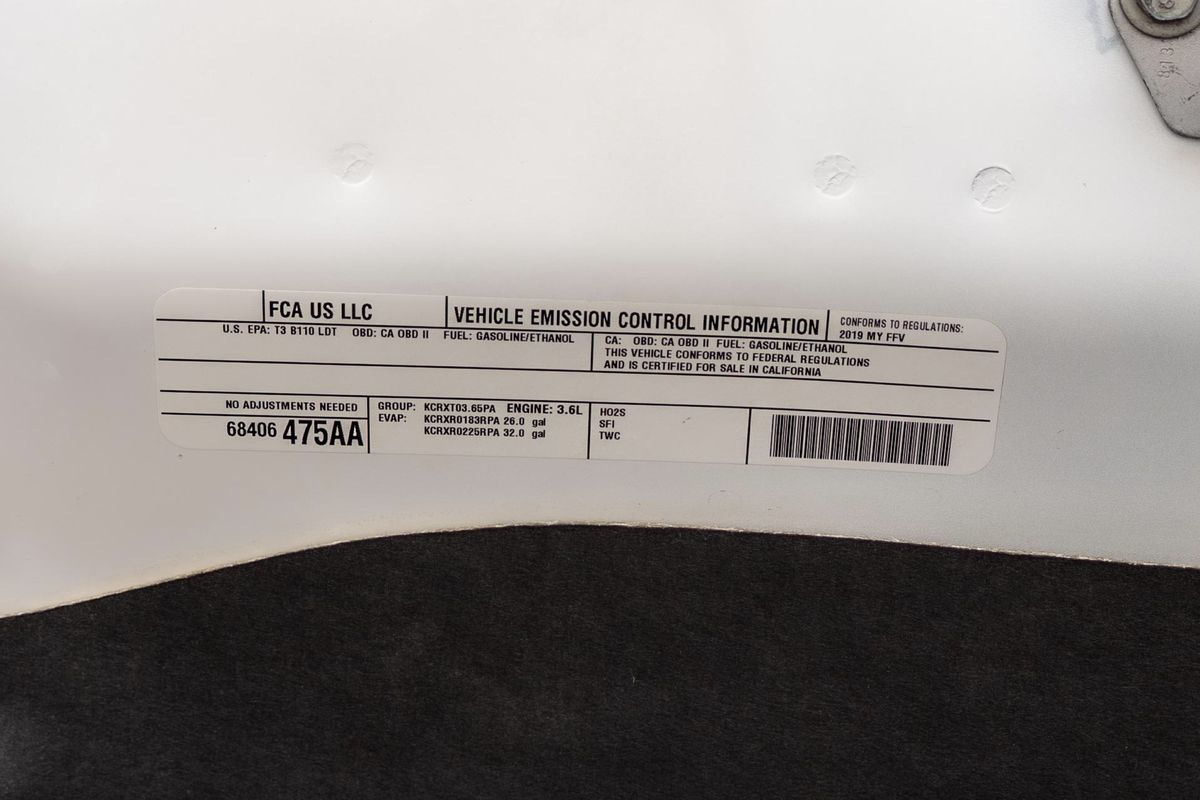 FCA US LLC
VEHICLE EMISSION CONTROL INFORMATION
CONFORMS TO REGULATIONS:
2019 MY FFV
U.S. EPA: T3 B110 LDT OBD: CA OBD II FUEL: GASOLINE/ETHANOL
CA: OBD: CA OBD II FUEL: GASOLINE/ETHANOL
THIS VEHICLE CONFORMS TO FEDERAL REGULATIONS
AND IS CERTIFIED FOR SALE IN CALIFORNIA
NO ADJUSTMENTS NEEDED
68406 475AA
GROUP: KCRXT03.65PA ENGINE: 3.6L
EVAP: KCRXR0183RPA 26.0 gal
KCRXR0225RPA 32.0 gal
HO2S
SFI
TWC